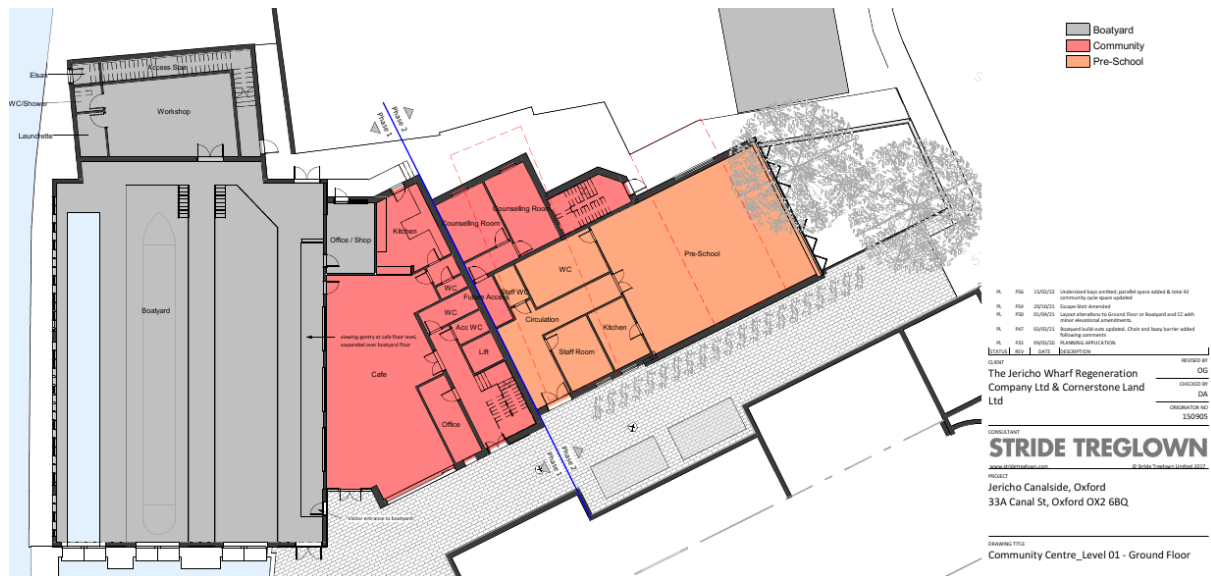 Boatyard
Community
Pre-School
Elsan
Access Stair
WC/Shower
Workshop
Laundrette
Phase 1
Phase 2
Office / Shop
Kitchen
Counselling Room
Counselling Room
WC
Future Access
Staff WC
WC
Pre-School
Boatyard
WC
Acc WC
Circulation
Kitchen
viewing gantry at cafe floor level,
suspended over boatyard floor
Lift
Staff Room
Cafe
Office
Phase 1
Phase 2
visitor entrance to boatyard
PL P56 15/02/22 Undersized bays omitted, parallel space added & total 42
community cycle space updated
PL P54 20/10/21 Escape Stair Amended
PL P50 01/04/21 Layout alterations to Ground Floor or Boatyard and CC with
minor elevational amendments.
PL P47 03/03/21 Boatyard build-outs updated. Chain and buoy barrier added
following comments
PL PLANNING APPLICATION
STATUS REV DATE DESCRIPTION
CLIENT
The Jericho Wharf Regeneration
Company Ltd & Cornerstone Land
Ltd
REVISED BY
OG
CHECKED BY
DA
ORIGINATOR NO
150905
CONSULTANT
STRIDE TREGLOWN
www.stridetreglown.com © Stride Treglown Limited 2017
PROJECT
Jericho Canalside, Oxford
33A Canal St, Oxford OX2 6BQ
DRAWING TITLE
Community Centre_Level 01 - Ground Floor